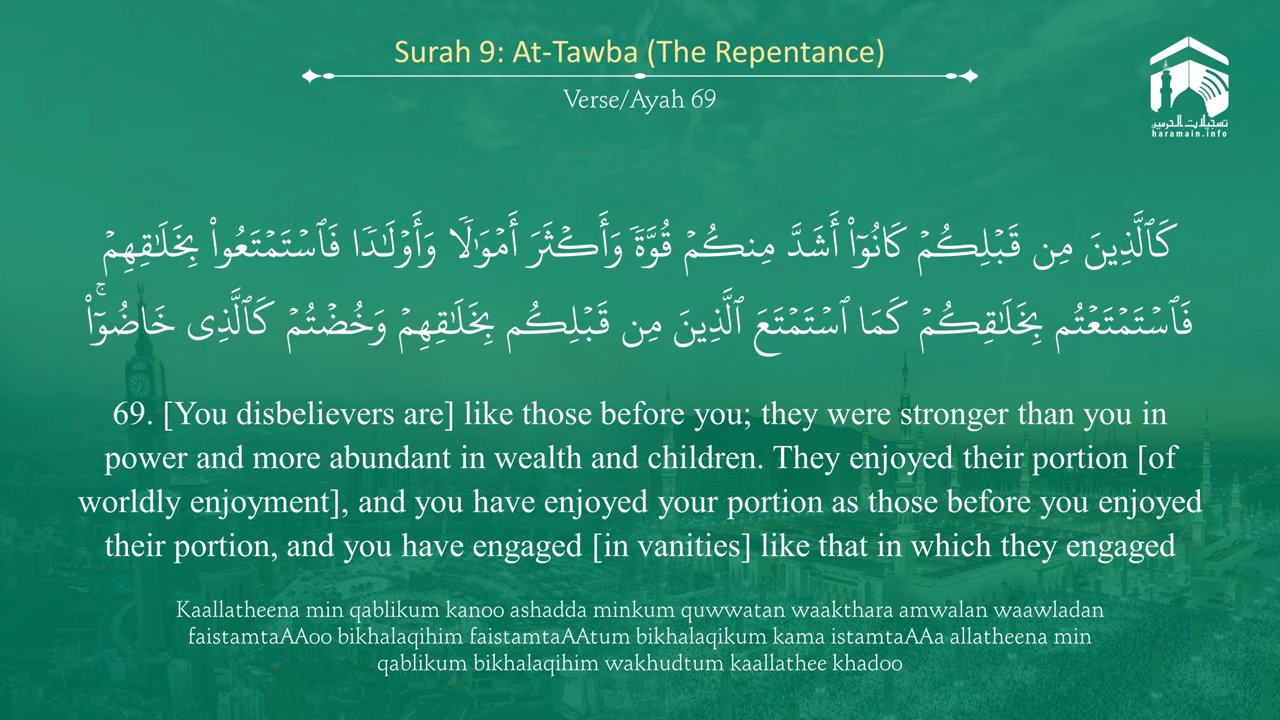 Surah 9: At-Tawba (The Repentance)
Verse/Ayah 69
تسجيلات الحرمين
haramain.info
كَٱلَّذِينَ مِن قَبۡلِكُمۡ كَانُوٓاْ أَشَدَّ مِنكُمۡ قُوَّةٗ وَأَكۡثَرَ أَمۡوَٰلٗا وَأَوۡلَٰدٗا فَٱسۡتَمۡتَعُواْ بِخَلَٰقِهِمۡ
فَٱسۡتَمۡتَعۡتُم بِخَلَٰقِكُمۡ كَمَا ٱسۡتَمۡتَعَ ٱلَّذِينَ مِن قَبۡلِكُم بِخَلَٰقِهِمۡ وَخُضۡتُمۡ كَٱلَّذِى خَاضُوٓاْۚ
69. [You disbelievers are] like those before you; they were stronger than you in
power and more abundant in wealth and children. They enjoyed their portion [of
worldly enjoyment], and you have enjoyed your portion as those before you enjoyed
their portion, and you have engaged [in vanities] like that in which they engaged
Kaallatheena min qablikum kanoo ashadda minkum quwwatan waakthara amwalan waawladan
faistamtaAAoo bikhalaqihim faistamtaAAtum bikhalaqikum kama istamtaAAa allatheena min
qablikum bikhalaqihim wakhudtum kaallathee khadoo